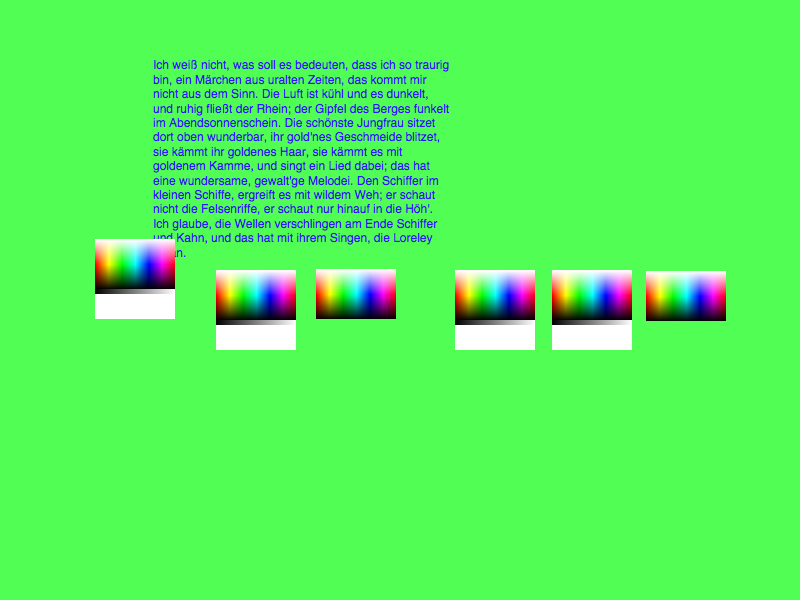 Ich weiß nicht, was soll es bedeuten, dass ich so traurig
bin, ein Märchen aus uralten Zeiten, das kommt mir
nicht aus dem Sinn. Die Luft ist kühl und es dunkelt,
und ruhig fließt der Rhein; der Gipfel des Berges funkelt
im Abendsonnenschein. Die schönste Jungfrau sitzet
dort oben wunderbar, ihr gold'nes Geschmeide blitzet,
sie kämmt ihr goldenes Haar, sie kämmt es mit
goldenem Kamme, und singt ein Lied dabei; das hat
eine wundersame, gewalt'ge Melodei. Den Schiffer im
kleinen Schiffe, ergreift es mit wildem Weh; er schaut
nicht die Felsenriffe, er schaut nur hinauf in die Höh'.
Ich glaube, die Wellen verschlingen am Ende Schiffer
und Kahn, und das hat mit ihrem Singen, die Loreley